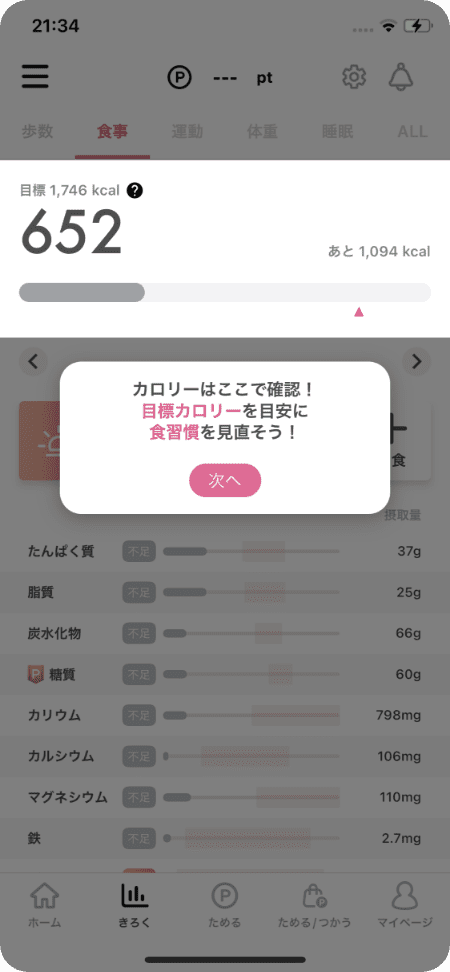 21:34
P --- pt
歩数 食事 運動 体重 睡眠 ALL
目標 1,746 kcal ?
652
あと 1,094 kcal
カロリーはここで確認！
目標カロリーを目安に
食習慣を見直そう！
次へ
食
摂取量
たんぱく質 不足 37g
脂質 不足 25g
炭水化物 不足 66g
P 糖質 不足 60g
カリウム 不足 798mg
カルシウム 不足 106mg
マグネシウム 不足 110mg
鉄 不足 2.7mg
ホーム きろく ためる ためる/つかう マイページ